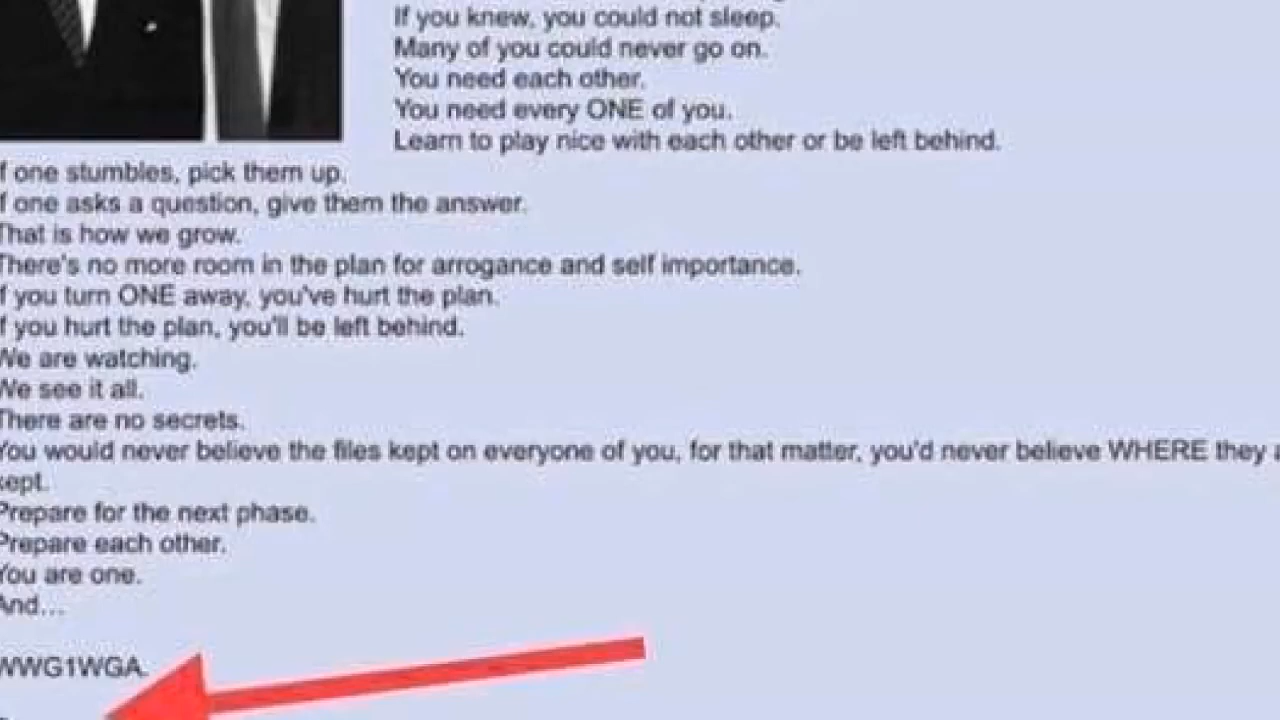 If you knew, you could not sleep.
Many of you could never go on.
You need each other.
You need every ONE of you.
Learn to play nice with each other or be left behind.
f one stumbles, pick them up.
f one asks a question, give them the answer.
That is how we grow.
There's no more room in the plan for arrogance and self importance.
f you turn ONE away, you've hurt the plan.
f you hurt the plan, you'll be left behind.
We are watching.
We see it all.
There are no secrets.
You would never believe the files kept on everyone of you, for that matter, you'd never believe WHERE they a
kept.
Prepare for the next phase.
Prepare each other.
You are one.
And...
WWG1WGA.